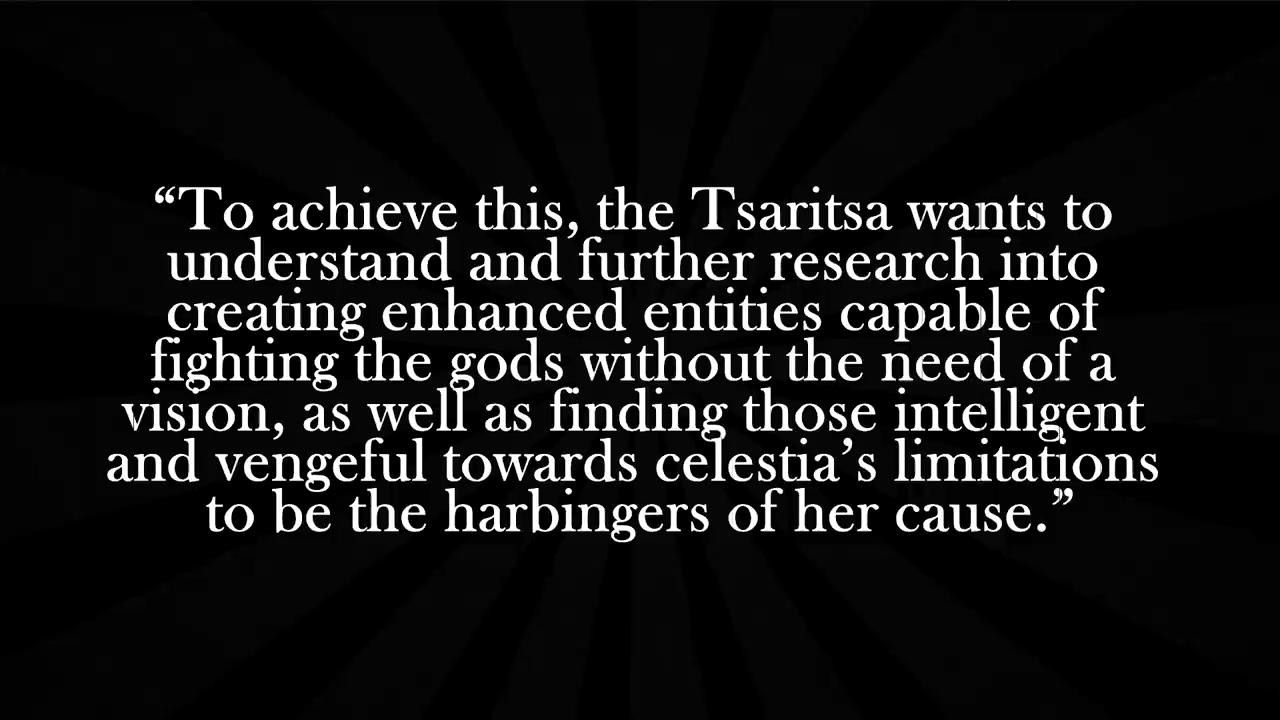 “To achieve this, the Tsaritsa wants to
understand and further research into
creating enhanced entities capable of
fighting the gods without the need of a
vision, as well as finding those intelligent
and vengeful towards celestia’s limitations
to be the harbingers of her cause.”